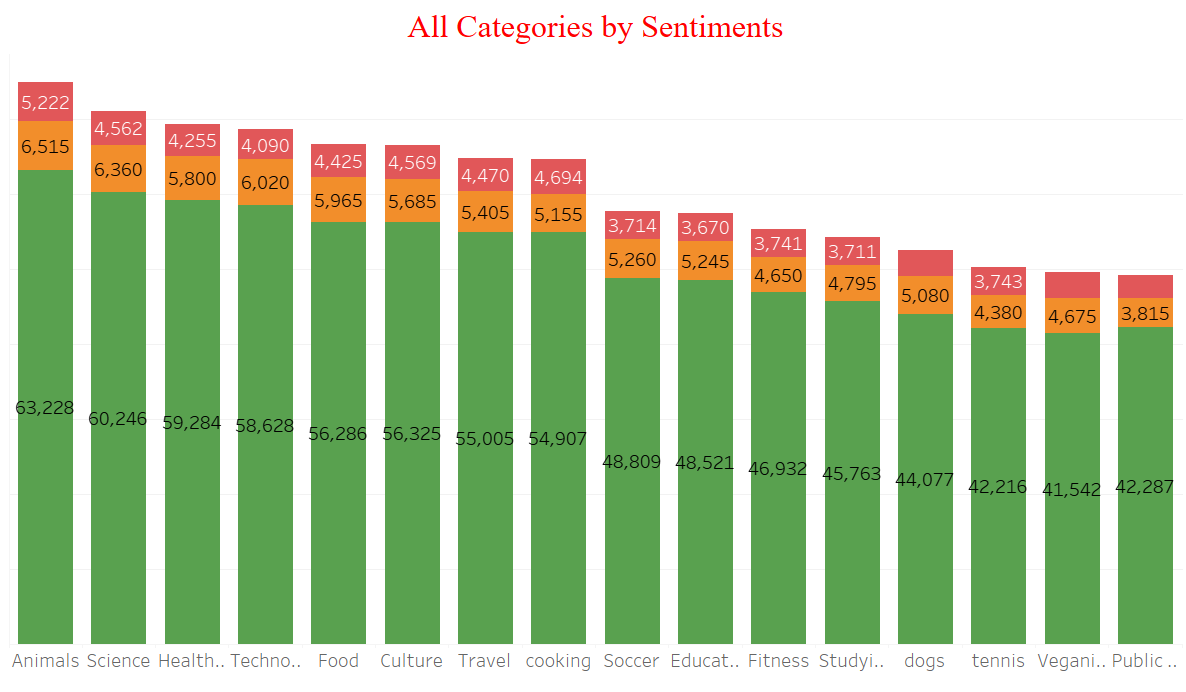 All Categories by Sentiments
5,222 4,562 4,255 4,090 4,425 4,569 4,470 4,694 3,714 3,670 3,741 3,711 3,743
6,515 6,360 5,800 6,020 5,965 5,685 5,405 5,155 5,260 5,245 4,650 4,795 5,080 4,380 4,675 3,815
63,228 60,246 59,284 58,628 56,286 56,325 55,005 54,907 48,809 48,521 46,932 45,763 44,077 42,216 41,542 42,287
Animals Science Health.. Techno.. Food Culture Travel cooking Soccer Educat.. Fitness Studyi.. dogs tennis Vegani.. Public ..